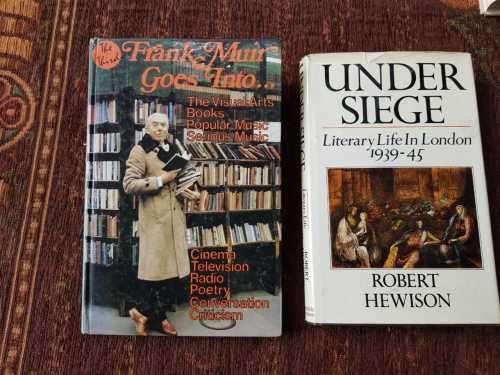 The Third
Frank Muir
Goes Into...
The Visual Arts
Books
Popular Music
Serious Music
Cinema
Television
Radio
Poetry
Conversation
Criticism
UNDER
SIEGE
Literary Life In London
1939-45
ROBERT
HEWISON
ROBERT